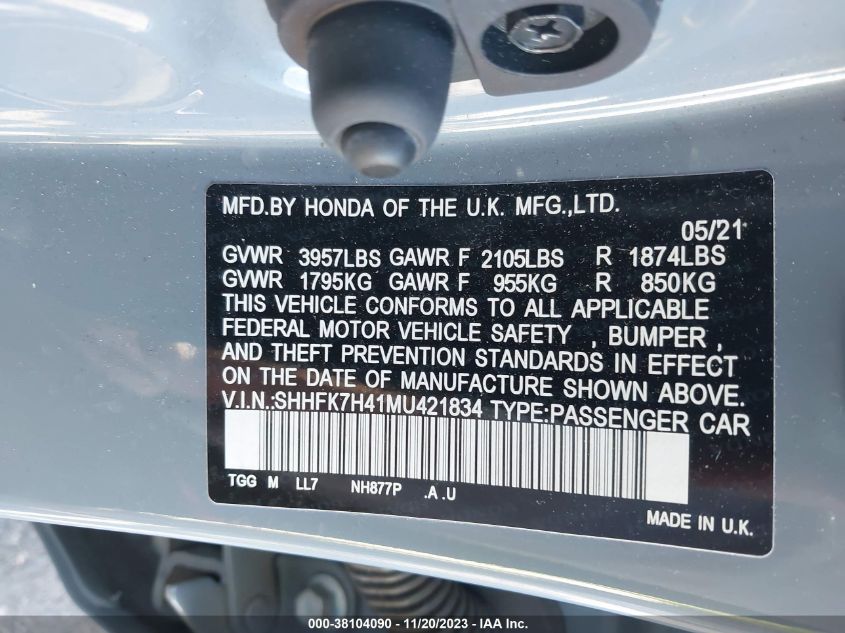 MFD.BY HONDA OF THE U.K. MFG.,LTD.
05/21
GVWR 3957LBS GAWR F 2105LBS R 1874LBS
GVWR 1795KG GAWR F 955KG R 850KG
THIS VEHICLE CONFORMS TO ALL APPLICABLE
FEDERAL MOTOR VEHICLE SAFETY , BUMPER ,
AND THEFT PREVENTION STANDARDS IN EFFECT
ON THE DATE OF MANUFACTURE SHOWN ABOVE.
V.I.N.:SHHFK7H41MU421834 TYPE:PASSENGER CAR
TGG M LL7 NH877P .A .U
MADE IN U.K.
000-38104090 - 11/20/2023 - IAA Inc.